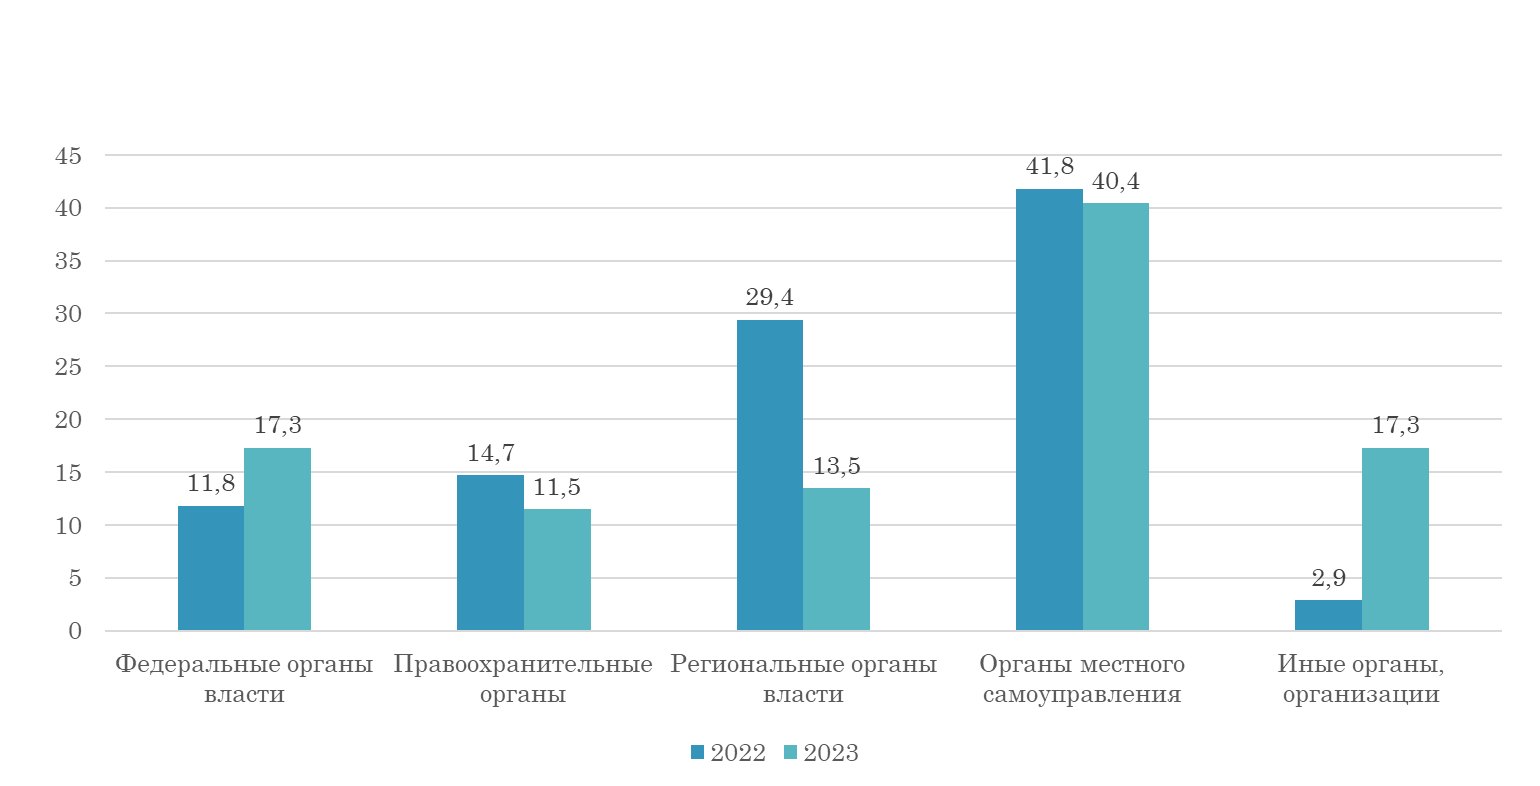 45
40
35
30
25
20
15
10
5
0
11,8
17,3
14,7
11,5
29,4
13,5
41,8
40,4
2,9
17,3
Федеральные органы
власти
Правоохранительные
органы
Региональные органы
власти
Органы местного
самоуправления
Иные органы,
организации
2022 2023